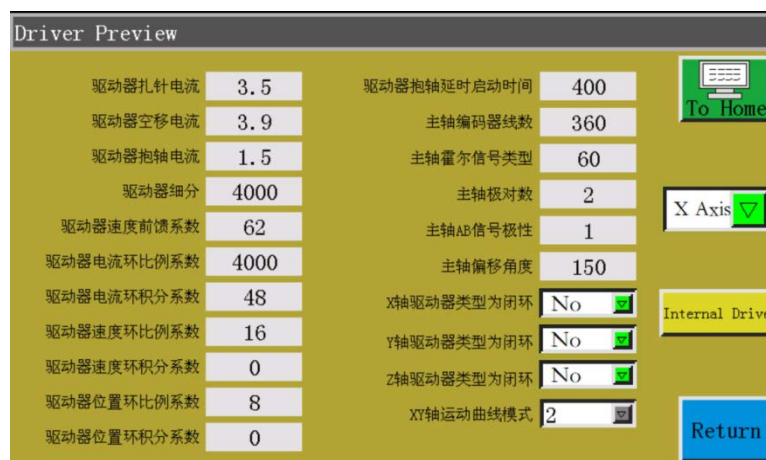 Driver Preview
驱动器扎针电流 3.5
驱动器空移电流 3.9
驱动器抱轴电流 1.5
驱动器细分 4000
驱动器速度前馈系数 62
驱动器电流环比例系数 4000
驱动器电流环积分系数 48
驱动器速度环比例系数 16
驱动器速度环积分系数 0
驱动器位置环比例系数 8
驱动器位置环积分系数 0
驱动器抱轴延时启动时间 400
主轴编码器线数 360
主轴霍尔信号类型 60
主轴极对数 2
主轴AB信号极性 1
主轴偏移角度 150
X轴驱动器类型为闭环 No
Y轴驱动器类型为闭环 No
Z轴驱动器类型为闭环 No
XY轴运动曲线模式 2
To Home
X Axis
Internal Drive
Return